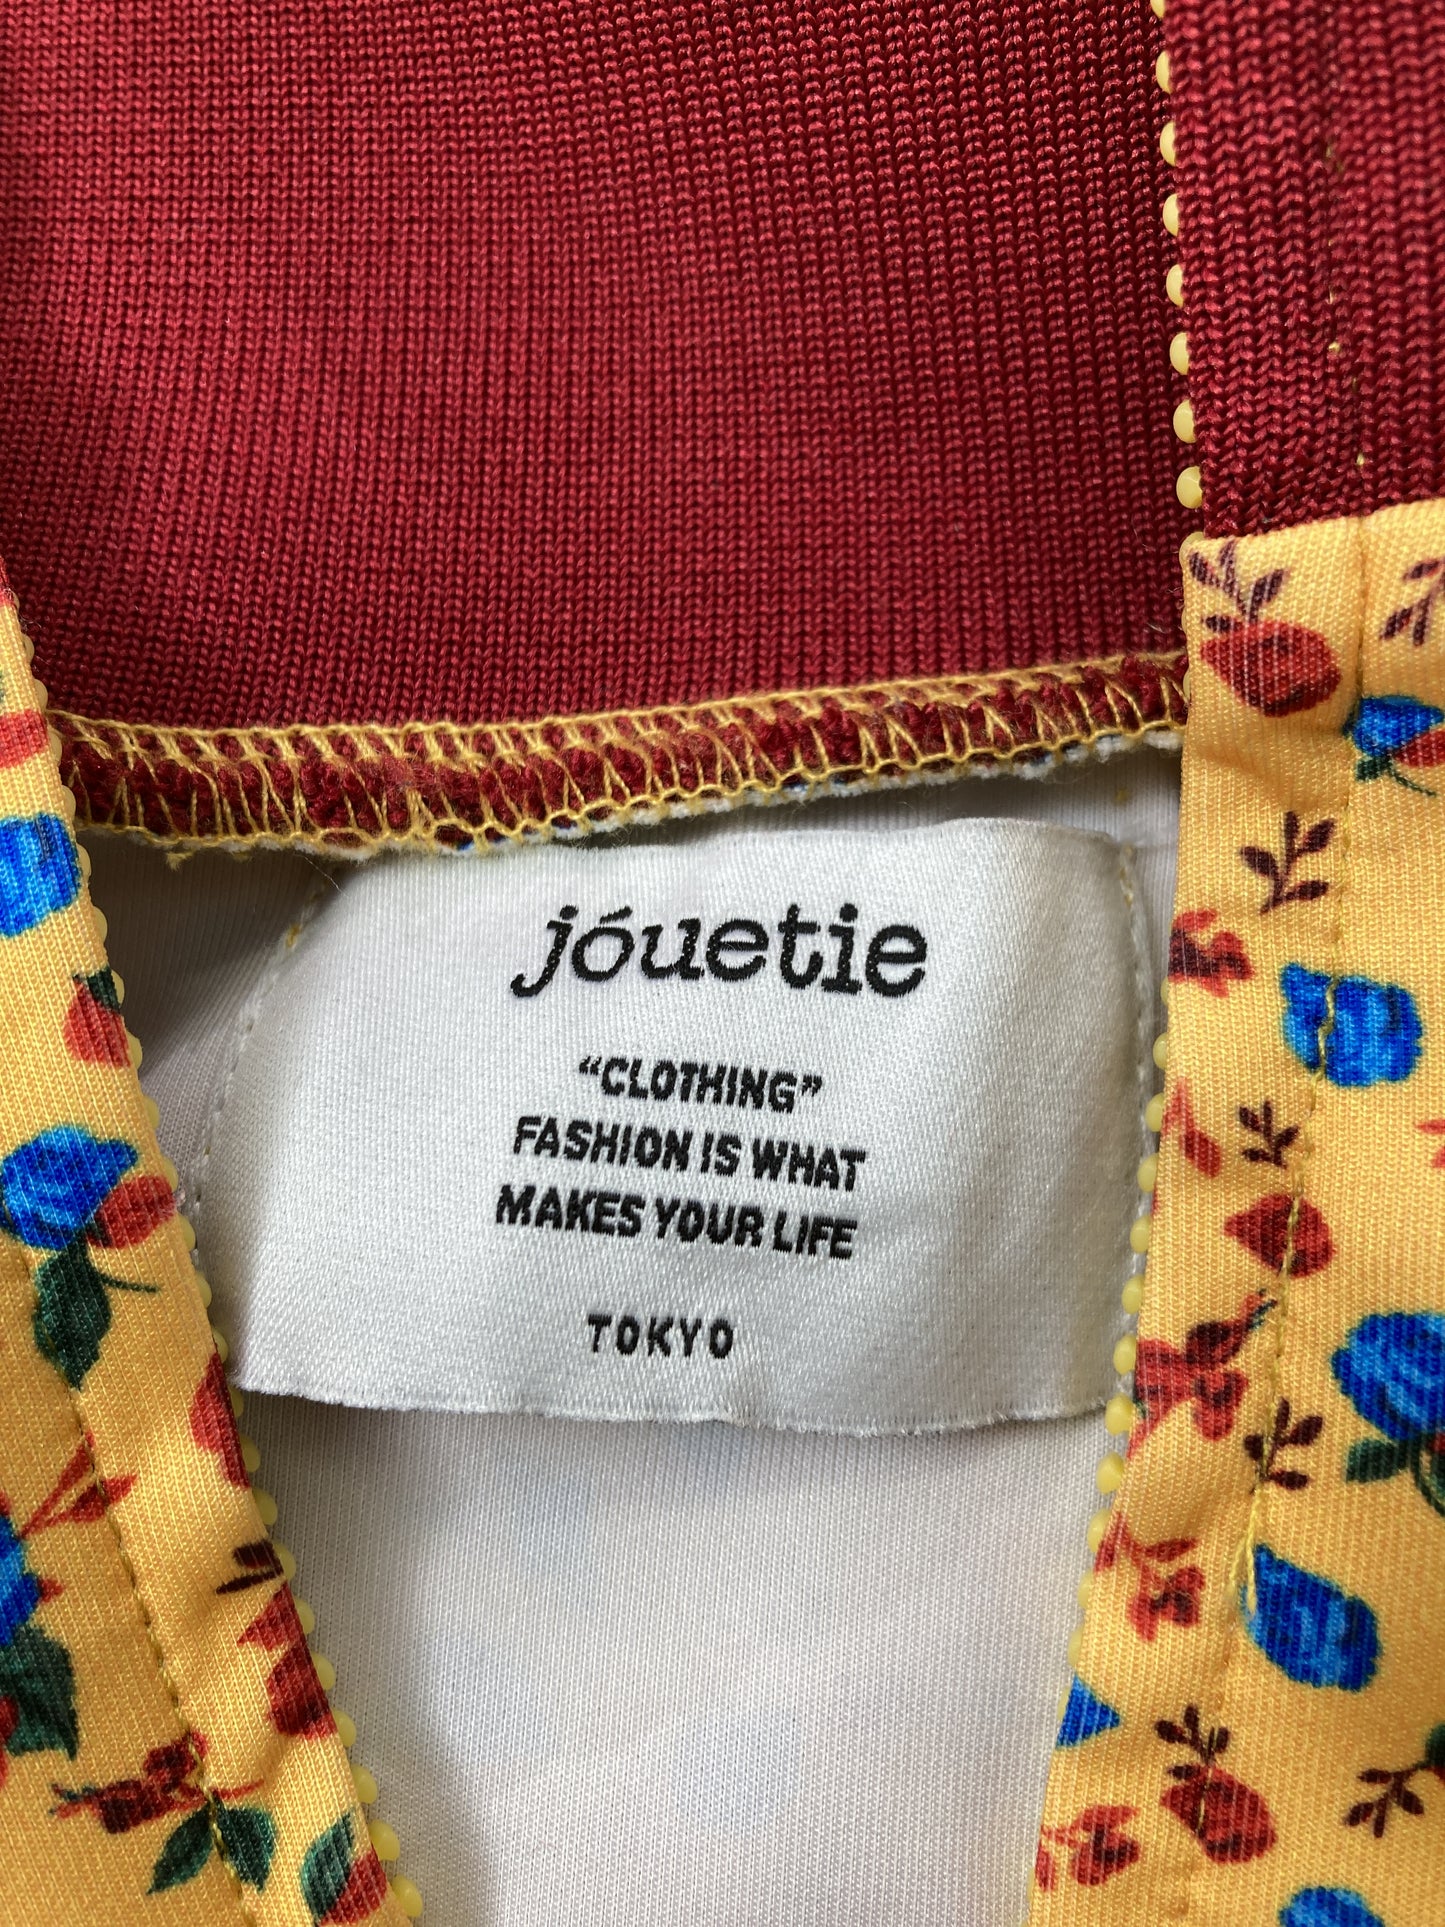 jóuetie
“CLOTHING”
FASHION IS WHAT
MAKES YOUR LIFE
TOKYO